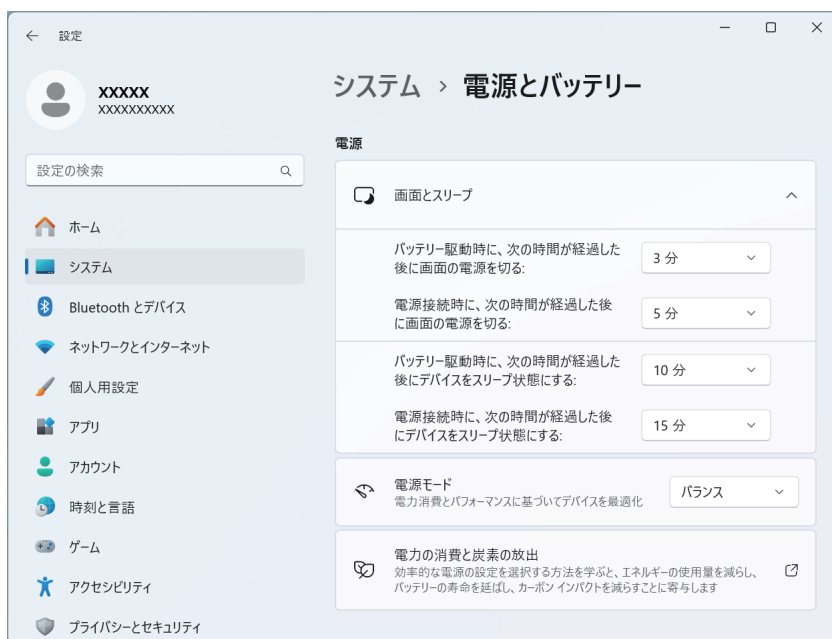 設定
xxxxx
xxxxxxxxxx
設定の検索
ホーム
システム
Bluetooth とデバイス
ネットワークとインターネット
個人用設定
アプリ
アカウント
時刻と言語
ゲーム
アクセシビリティ
プライバシーとセキュリティ
システム › 電源とバッテリー
電源
画面とスリープ
バッテリー駆動時に、次の時間が経過した
後に画面の電源を切る:
3 分
電源接続時に、次の時間が経過した後
に画面の電源を切る:
5 分
バッテリー駆動時に、次の時間が経過した
後にデバイスをスリープ状態にする:
10 分
電源接続時に、次の時間が経過した後
にデバイスをスリープ状態にする:
15 分
電源モード
電力消費とパフォーマンスに基づいてデバイスを最適化
バランス
電力の消費と炭素の放出
効率的な電源の設定を選択する方法を学ぶと、エネルギーの使用量を減らし、
バッテリーの寿命を延ばし、カーボン インパクトを減らすことに寄与します